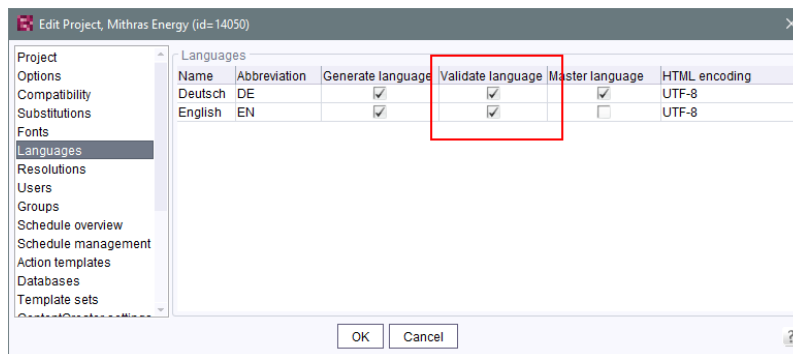 Edit Project, Mithras Energy (id=14050)
Project
Options
Compatibility
Substitutions
Fonts
Languages
Resolutions
Users
Groups
Schedule overview
Schedule management
Action templates
Databases
Template sets
Languages
Name Abbreviation Generate language Validate language Master language HTML encoding
Deutsch DE UTF-8
English EN UTF-8
OK Cancel
?